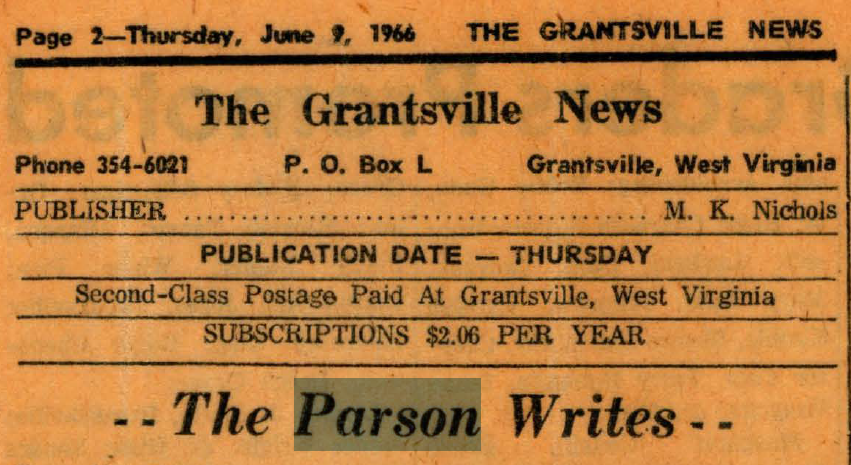 Page 2—Thursday, June 9, 1966 THE GRANTSVILLE NEWS
The Grantsville News
Phone 354-6021 P. O. Box L Grantsville, West Virginia
PUBLISHER ........................................ M. K. Nichols
PUBLICATION DATE — THURSDAY
Second-Class Postage Paid At Grantsville, West Virginia
SUBSCRIPTIONS $2.06 PER YEAR
-- The Parson Writes --